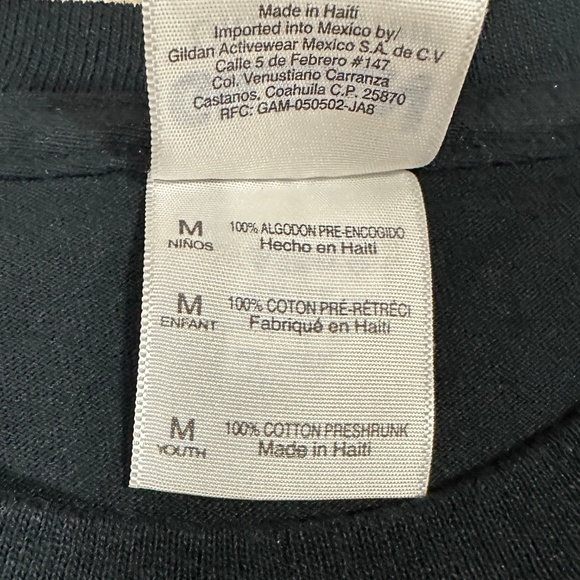 Made in Haiti
Imported into Mexico by/
Gildan Activewear Mexico S.A. de C.V
Calle 5 de Febrero #147
Col. Venustiano Carranza
Castanos, Coahuila C.P. 25870
RFC: GAM-050502-JA8
M 100% ALGODON PRE-ENCOGIDO
NIÑOS Hecho en Haiti
M 100% COTON PRÉ-RÉTRÉCI
ENFANT Fabriqué en Haiti
M 100% COTTON PRESHRUNK
YOUTH Made in Haiti